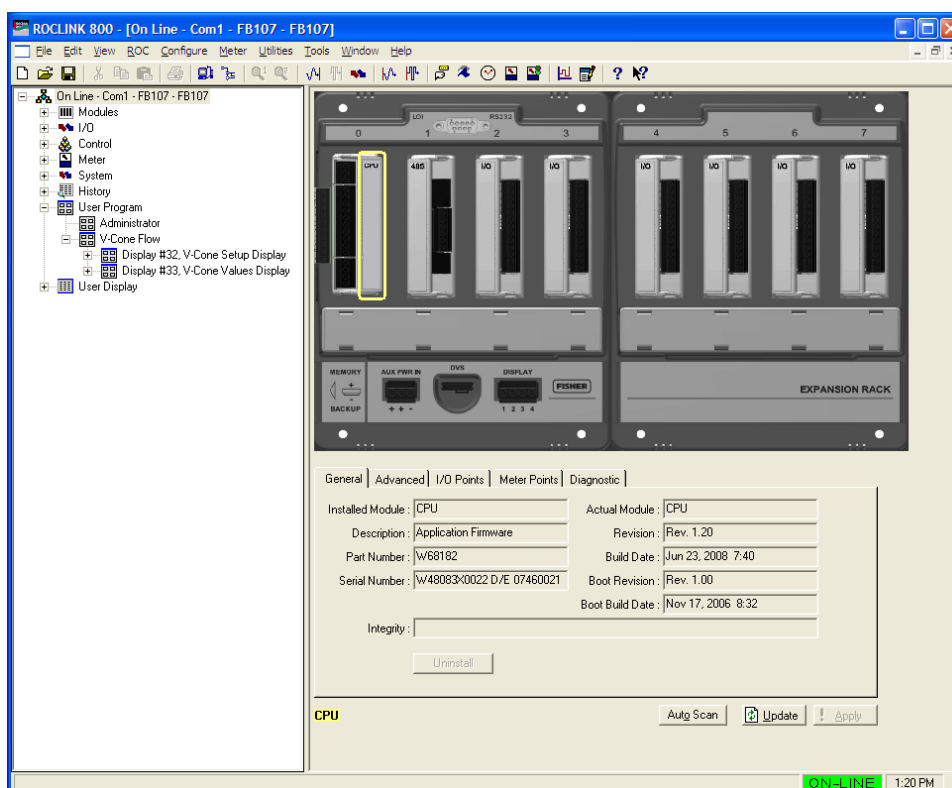 ROCLINK 800 - [On Line - Com1 - FB107 - FB107]
File Edit View ROC Configure Meter Utilities Tools Window Help
On Line - Com1 - FB107 - FB107
Modules
I/O
Control
Meter
System
History
User Program
Administrator
V-Cone Flow
Display #32, V-Cone Setup Display
Display #33, V-Cone Values Display
User Display
LOI RS232
0 1 2 3 4 5 6 7
CPU 485 I/O I/O I/O I/O I/O I/O
MEMORY
BACKUP
AUX PWR IN
+ + -
DVS
DISPLAY
1 2 3 4
FISHER
EXPANSION RACK
General Advanced I/O Points Meter Points Diagnostic
Installed Module : CPU Actual Module : CPU
Description : Application Firmware Revision : Rev. 1.20
Part Number : W68182 Build Date : Jun 23, 2008 7:40
Serial Number : W48083X0022 D/E 07460021 Boot Revision : Rev. 1.00
Boot Build Date : Nov 17, 2006 8:32
Integrity :
Uninstall
CPU Auto Scan Update ! Apply
ON-LINE 1:20 PM